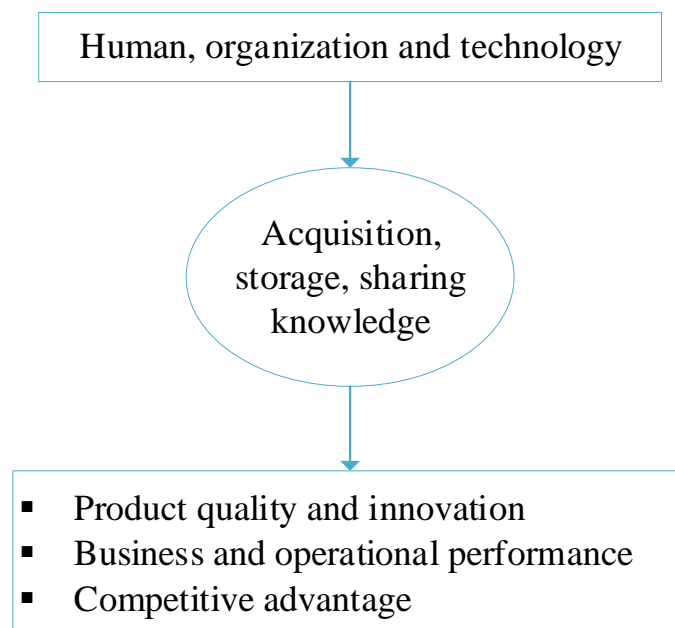 Human, organization and technology
Acquisition,
storage, sharing
knowledge
▪ Product quality and innovation
▪ Business and operational performance
▪ Competitive advantage